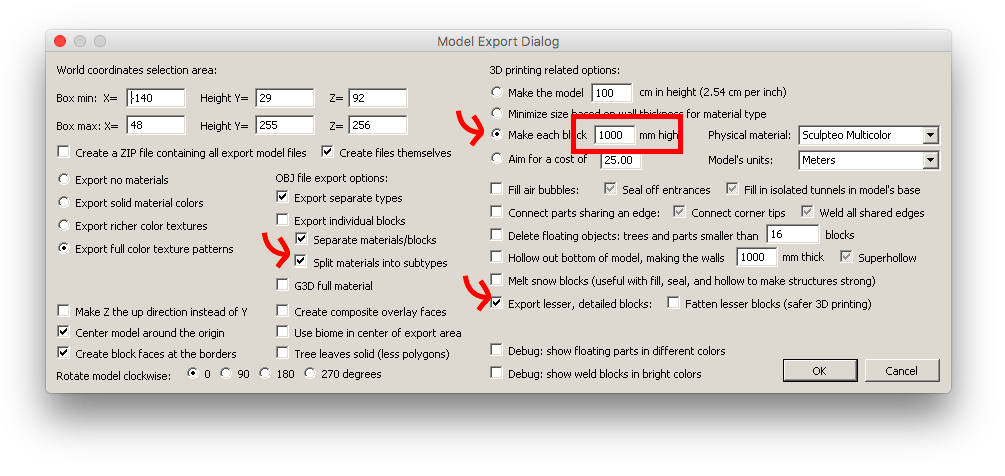 Model Export Dialog
World coordinates selection area:
Box min: X= -140 Height Y= 29 Z= 92
Box max: X= 48 Height Y= 255 Z= 256
Create a ZIP file containing all export model files Create files themselves
Export no materials
Export solid material colors
Export richer color textures
Export full color texture patterns
OBJ file export options:
Export separate types
Export individual blocks
Separate materials/blocks
Split materials into subtypes
G3D full material
Make Z the up direction instead of Y
Center model around the origin
Create block faces at the borders
Create composite overlay faces
Use biome in center of export area
Tree leaves solid (less polygons)
Rotate model clockwise: 0 90 180 270 degrees
3D printing related options:
Make the model 100 cm in height (2.54 cm per inch)
Minimize size based on wall thickness for material type
Make each block 1000 mm high
Aim for a cost of 25.00
Physical material: Sculpteo Multicolor
Model's units: Meters
Fill air bubbles: Seal off entrances Fill in isolated tunnels in model's base
Connect parts sharing an edge: Connect corner tips Weld all shared edges
Delete floating objects: trees and parts smaller than 16 blocks
Hollow out bottom of model, making the walls 1000 mm thick Superhollow
Melt snow blocks (useful with fill, seal, and hollow to make structures strong)
Export lesser, detailed blocks: Fatten lesser blocks (safer 3D printing)
Debug: show floating parts in different colors
Debug: show weld blocks in bright colors
OK Cancel